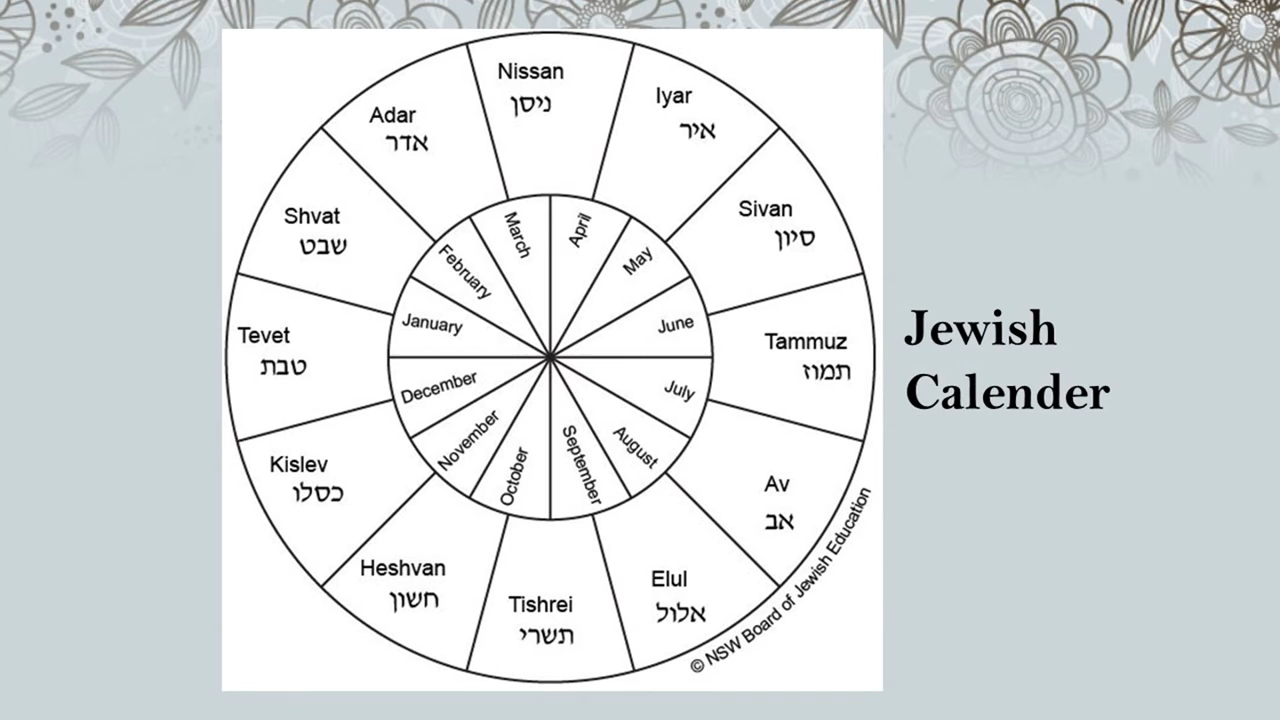 Nissan
ניסן
Iyar
איר
Sivan
סיון
Tammuz
תמוז
Av
אב
Elul
אלול
Tishrei
תשרי
Heshvan
חשון
Kislev
כסלו
Tevet
טבת
Shvat
שבט
Adar
אדר
January
February
March
April
May
June
July
August
September
October
November
December
© NSW Board of Jewish Education
Jewish
Calender